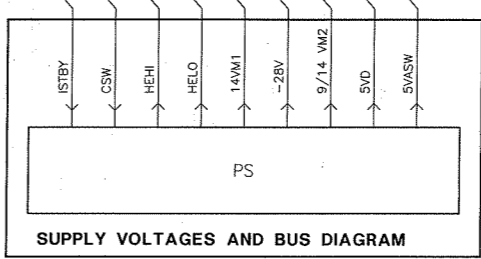 ISTBY
CSW
HEHI
HELO
14VM1
-28V
9/14 VM2
5VD
5VASW
PS
SUPPLY VOLTAGES AND BUS DIAGRAM